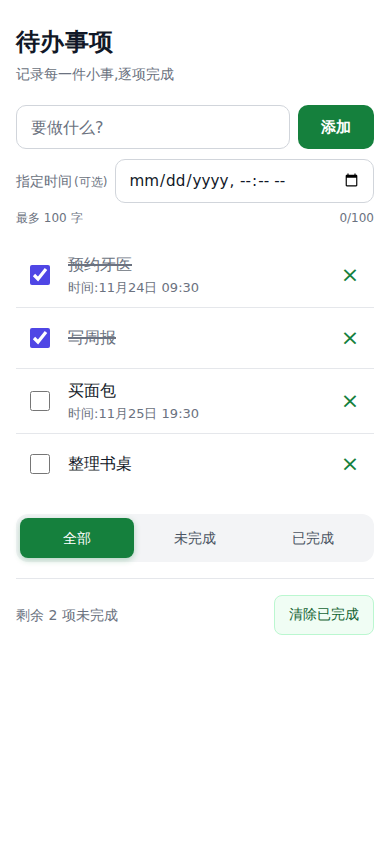 待办事项
记录每一件小事,逐项完成
要做什么?
添加
指定时间(可选)
mm/dd/yyyy, --:-- --
最多 100 字
0/100
预约牙医
时间:11月24日 09:30
写周报
买面包
时间:11月25日 19:30
整理书桌
全部
未完成
已完成
剩余 2 项未完成
清除已完成